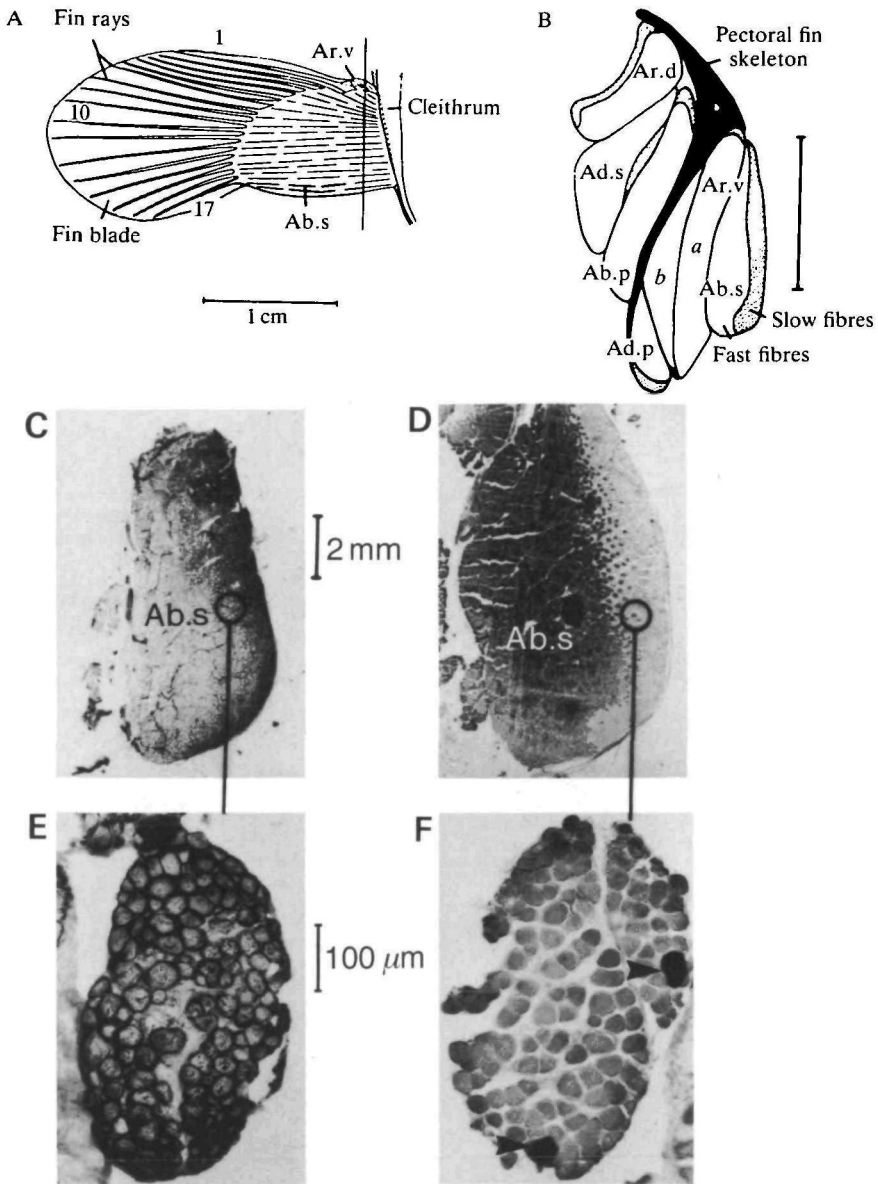 A
Fin rays
1
Ar.v
Cleithrum
10
17
Ab.s
Fin blade
1 cm
B
Pectoral fin
skeleton
Ar.d
Ad.s
Ar.v
a
Ab.p
b
Ab.s
Slow fibres
Ad.p
Fast fibres
C
2 mm
Ab.s
D
Ab.s
E
100 μm
F